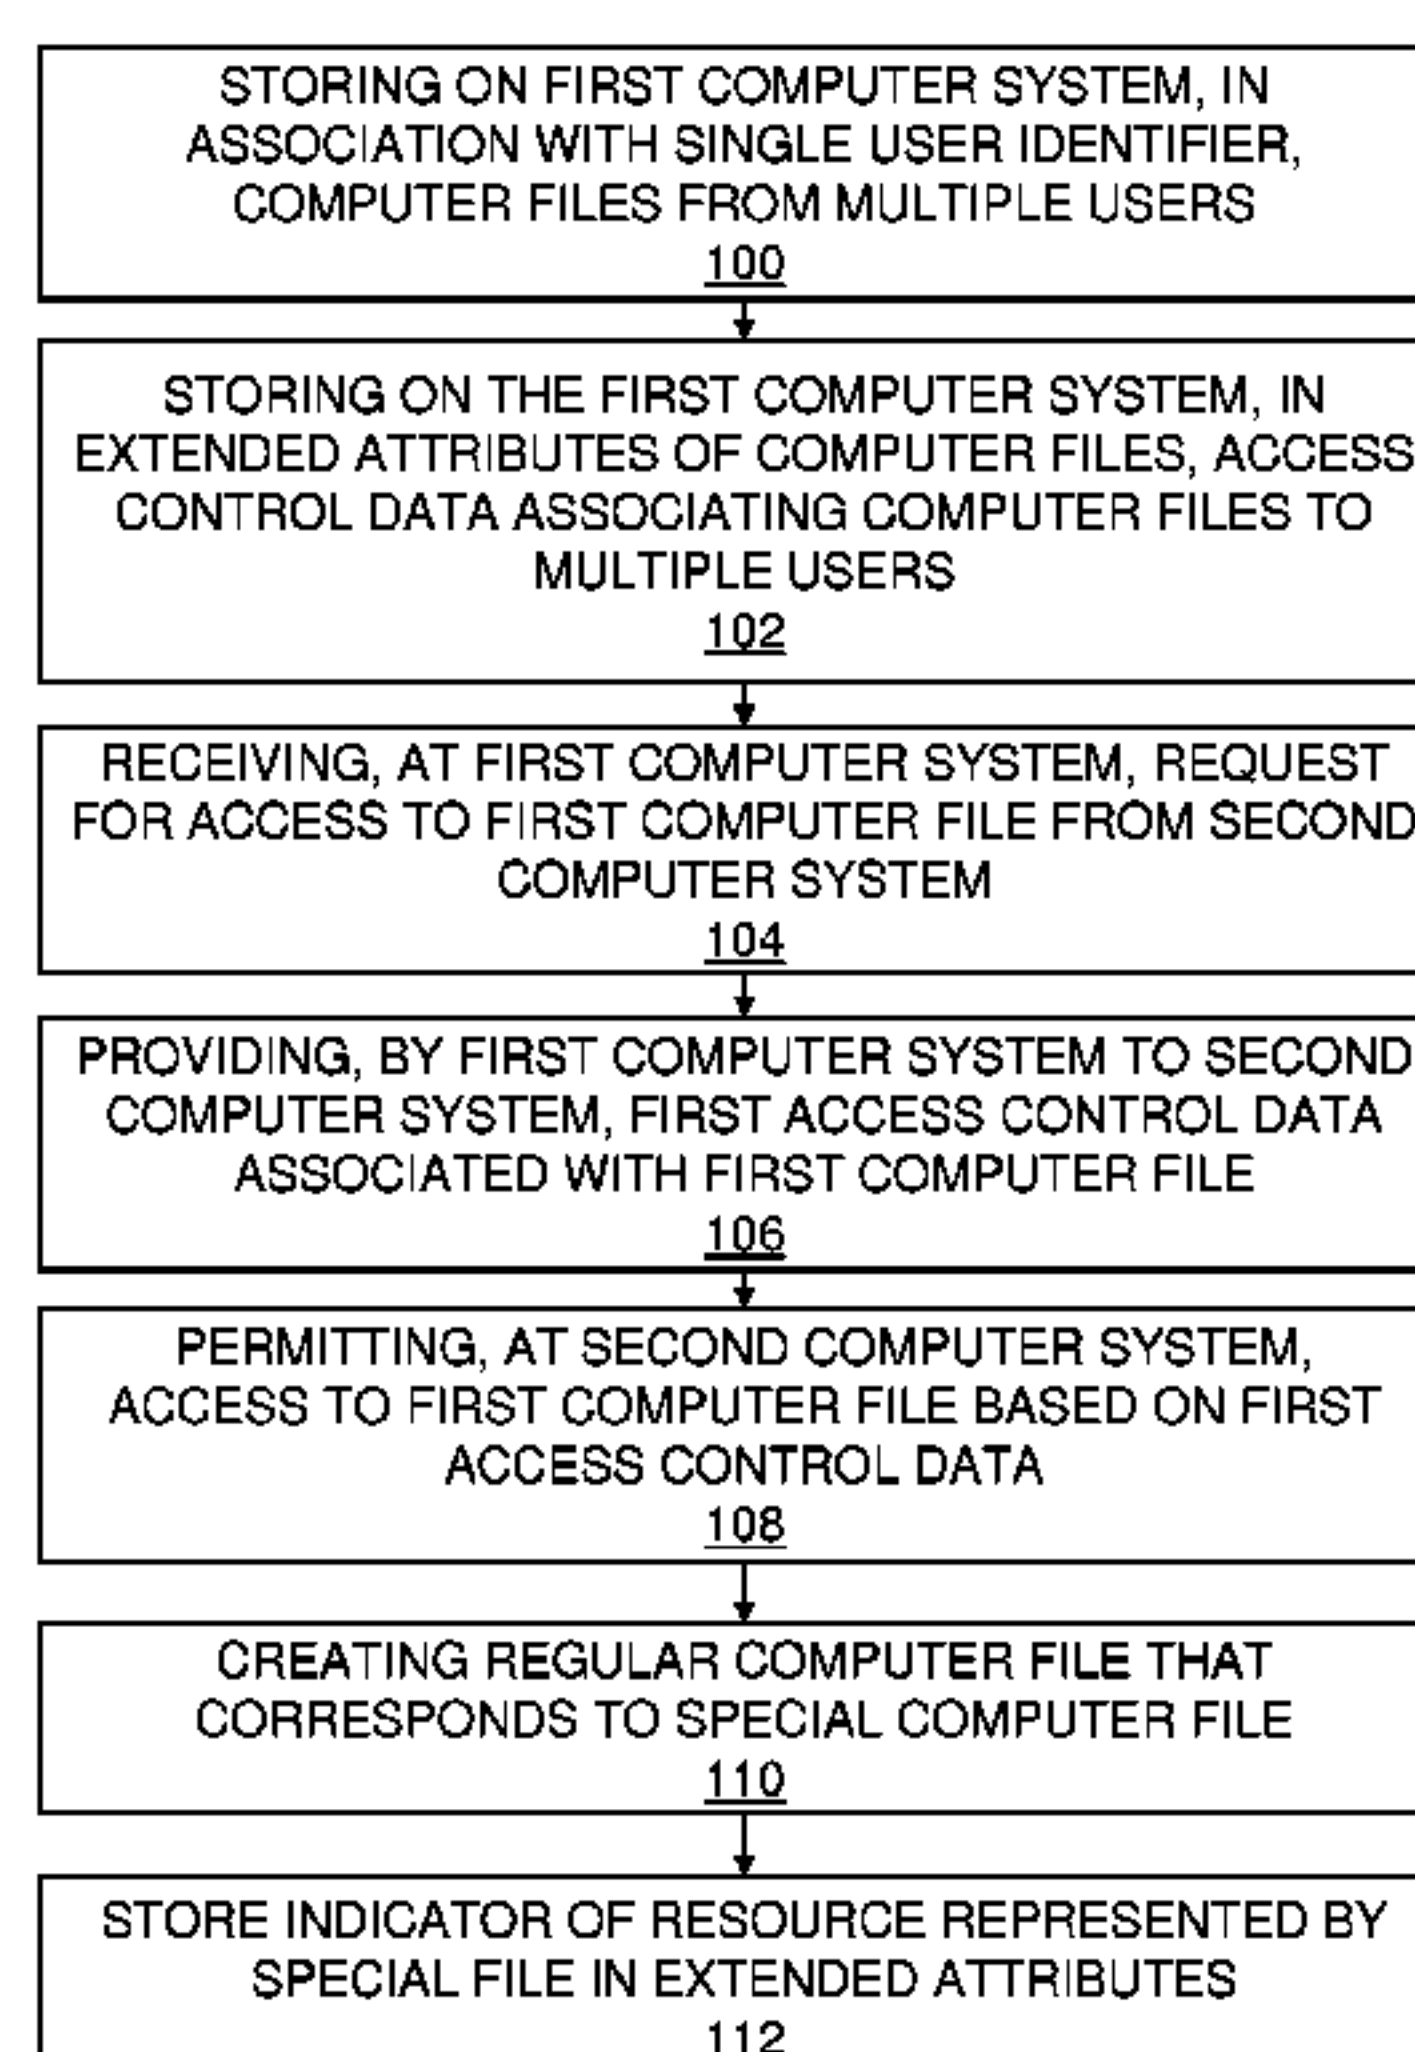 STORING ON FIRST COMPUTER SYSTEM, IN
ASSOCIATION WITH SINGLE USER IDENTIFIER,
COMPUTER FILES FROM MULTIPLE USERS
100
STORING ON THE FIRST COMPUTER SYSTEM, IN
EXTENDED ATTRIBUTES OF COMPUTER FILES, ACCESS
CONTROL DATA ASSOCIATING COMPUTER FILES TO
MULTIPLE USERS
102
RECEIVING, AT FIRST COMPUTER SYSTEM, REQUEST
FOR ACCESS TO FIRST COMPUTER FILE FROM SECOND
COMPUTER SYSTEM
104
PROVIDING, BY FIRST COMPUTER SYSTEM TO SECOND
COMPUTER SYSTEM, FIRST ACCESS CONTROL DATA
ASSOCIATED WITH FIRST COMPUTER FILE
106
PERMITTING, AT SECOND COMPUTER SYSTEM,
ACCESS TO FIRST COMPUTER FILE BASED ON FIRST
ACCESS CONTROL DATA
108
CREATING REGULAR COMPUTER FILE THAT
CORRESPONDS TO SPECIAL COMPUTER FILE
110
STORE INDICATOR OF RESOURCE REPRESENTED BY
SPECIAL FILE IN EXTENDED ATTRIBUTES
112